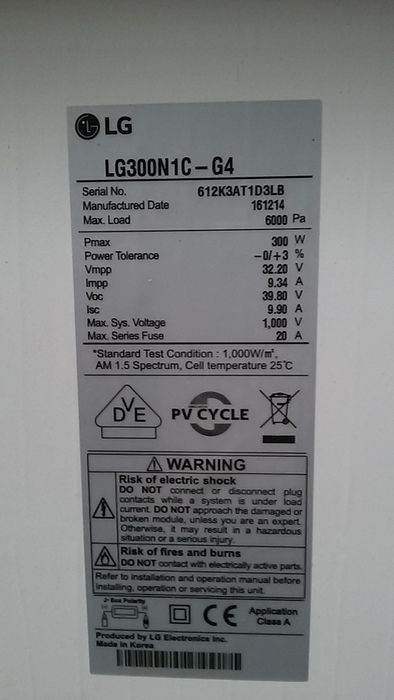 LG
LG300N1C-G4
Serial No. 612K3AT1D3LB
Manufactured Date 161214
Max. Load 6000 Pa
Pmax 300 W
Power Tolerance -0/+3 %
Vmpp 32.20 V
Impp 9.34 A
Voc 39.80 V
Isc 9.90 A
Max. Sys. Voltage 1,000 V
Max. Series Fuse 20 A
*Standard Test Condition : 1,000W/㎡,
AM 1.5 Spectrum, Cell temperature 25℃
DVE PV CYCLE
WARNING
Risk of electric shock
DO NOT connect or disconnect plug
contacts while a system is under load
current. DO NOT approach the damaged or
broken module, unless you are an expert.
Otherwise, it may result in a hazardous
situation or a serious injury.
Risk of fires and burns
DO NOT contact with electrically active parts.
Refer to installation and operation manual before
installing, operation or servicing this unit.
J-Box Polarity
CE Application
Class A
Produced by LG Electronics Inc.
Made in Korea